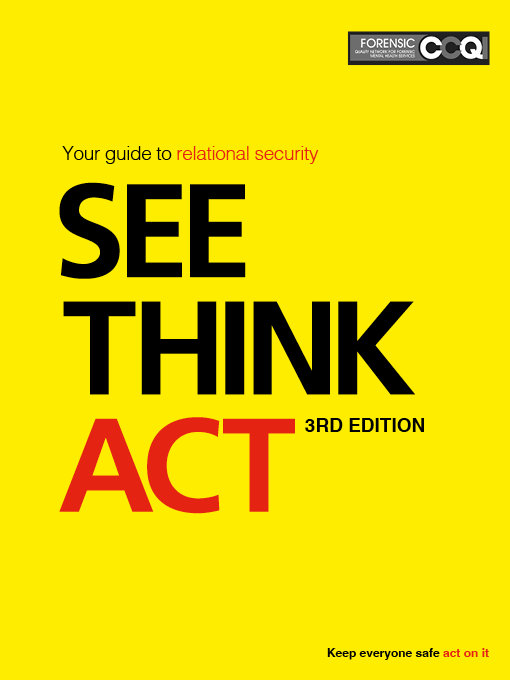 FORENSIC
QUALITY NETWORK FOR FORENSIC
MENTAL HEALTH SERVICES
CCQI
Your guide to relational security
SEE
THINK
ACT
3RD EDITION
Keep everyone safe act on it